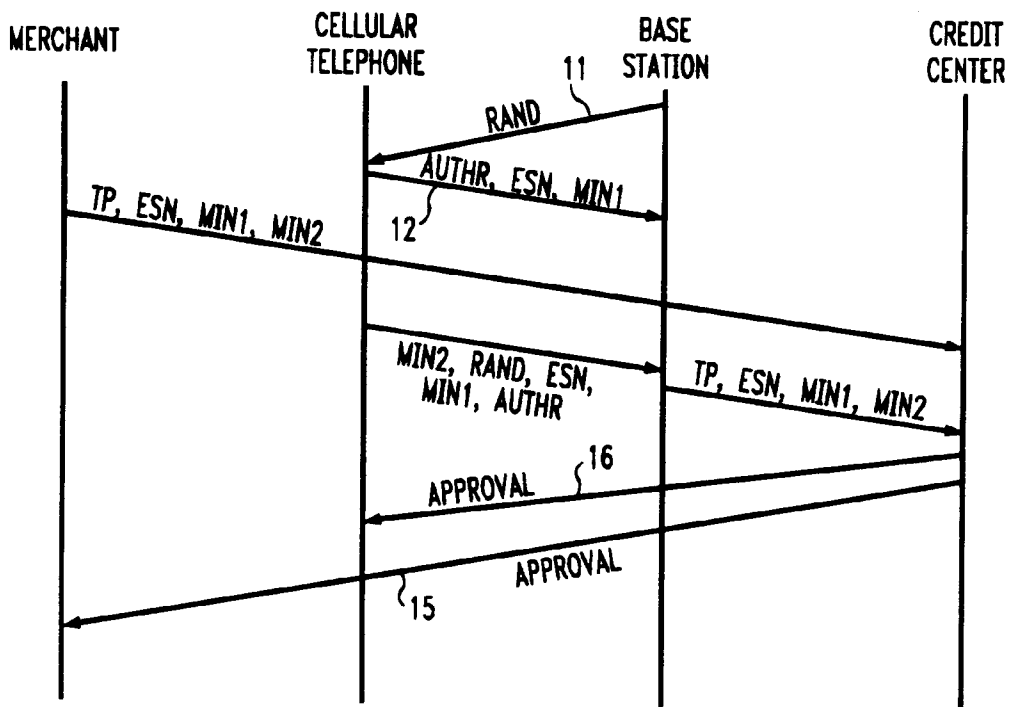 MERCHANT
CELLULAR
TELEPHONE
BASE
STATION
CREDIT
CENTER
11
RAND
AUTHR, ESN, MIN1
12
TP, ESN, MIN1, MIN2
MIN2, RAND, ESN,
MIN1, AUTHR
TP, ESN, MIN1, MIN2
16
APPROVAL
APPROVAL
15